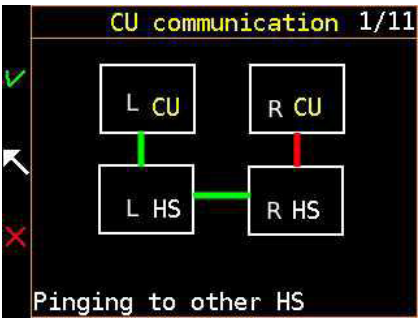 CU communication 1/11
L CU
R CU
L HS
R HS
Pinging to other HS